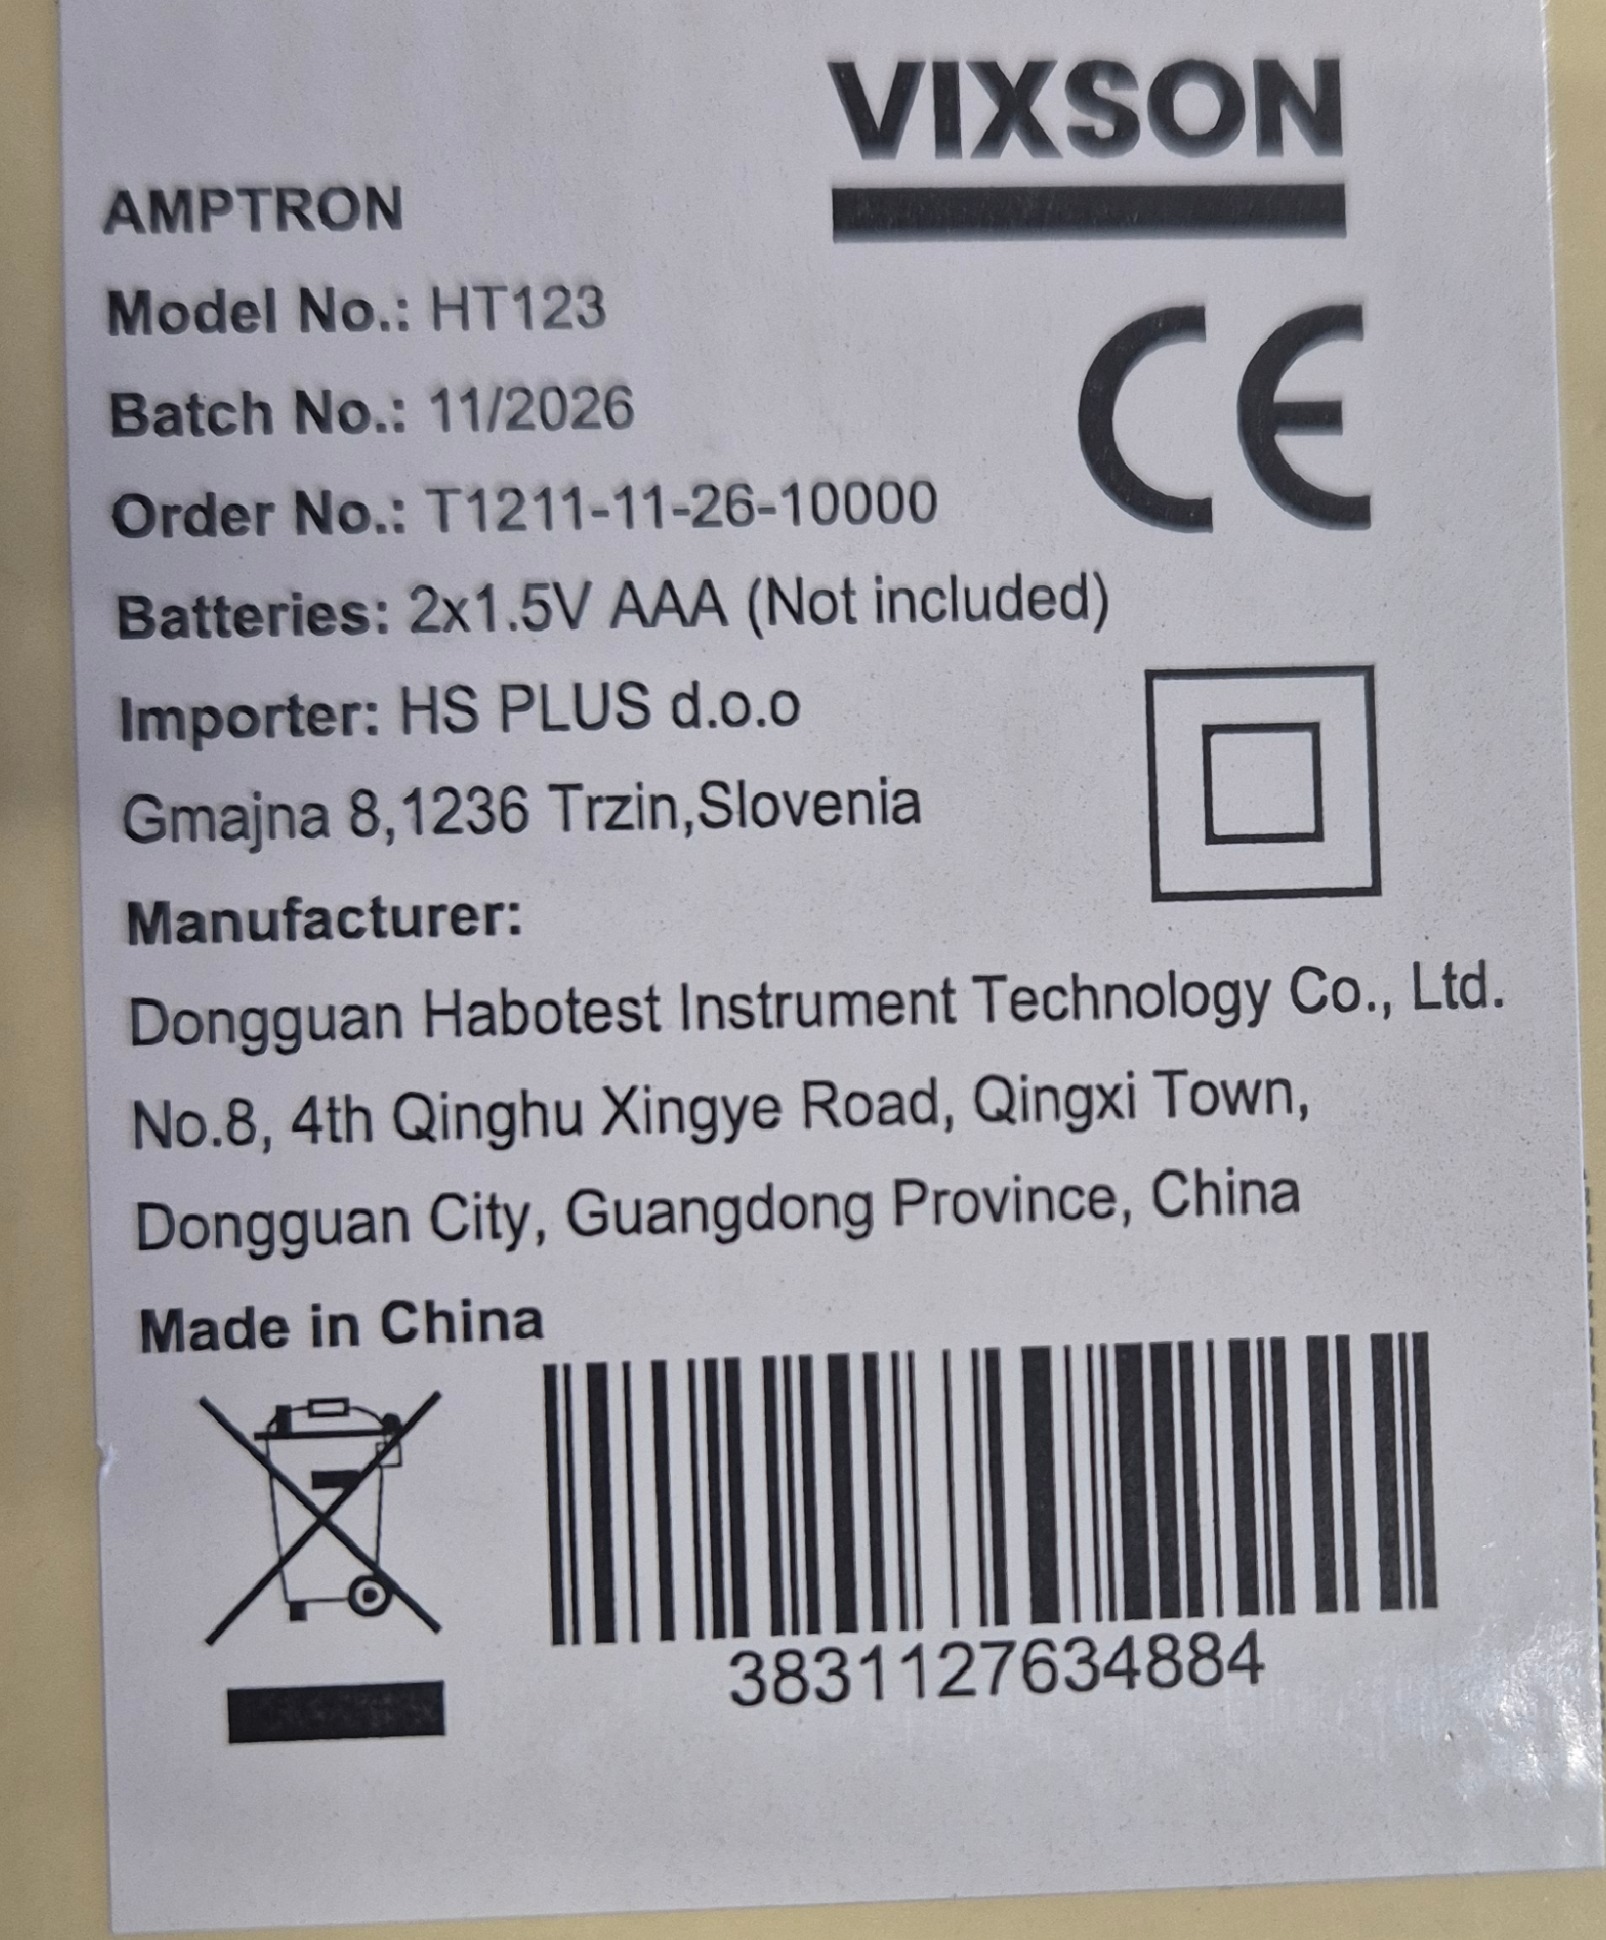 VIXSON
AMPTRON
Model No.: HT123
Batch No.: 11/2026
Order No.: T1211-11-26-10000
Batteries: 2x1.5V AAA (Not included)
Importer: HS PLUS d.o.o
Gmajna 8,1236 Trzin,Slovenia
Manufacturer:
Dongguan Habotest Instrument Technology Co., Ltd.
No.8, 4th Qinghu Xingye Road, Qingxi Town,
Dongguan City, Guangdong Province, China
Made in China
3831127634884
CE